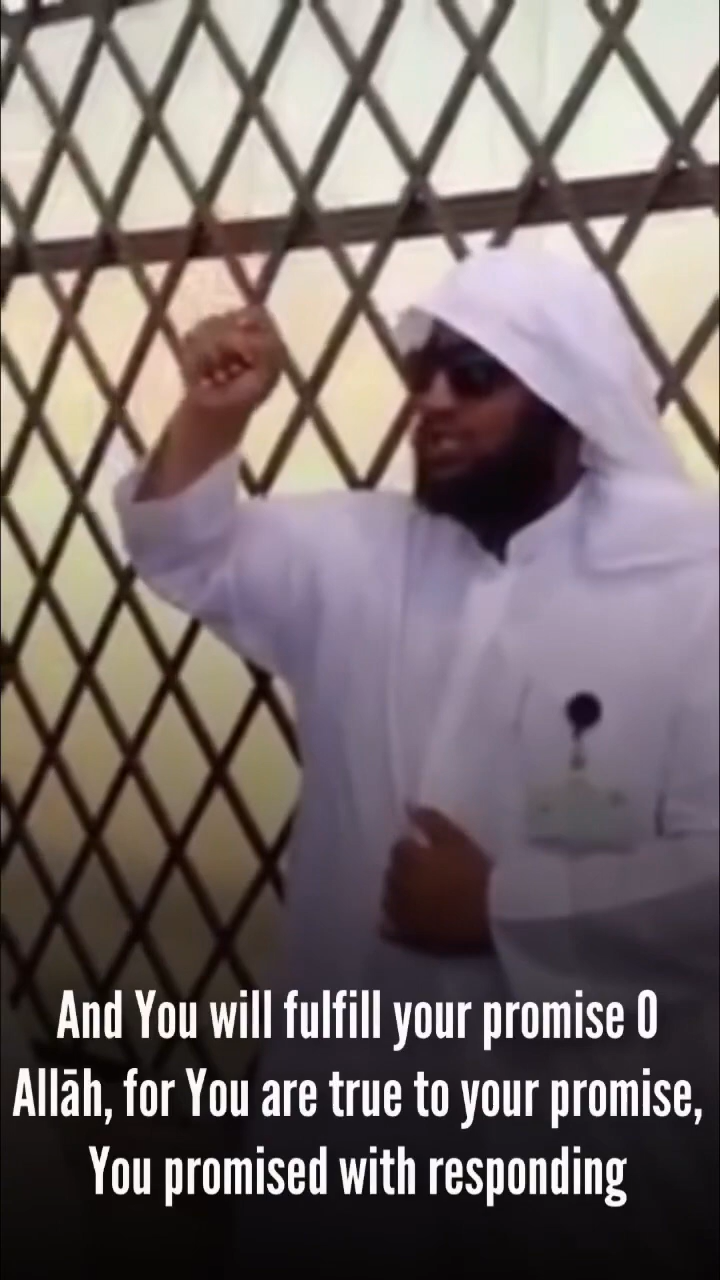 And You will fulfill your promise O
Allāh, for You are true to your promise,
You promised with responding